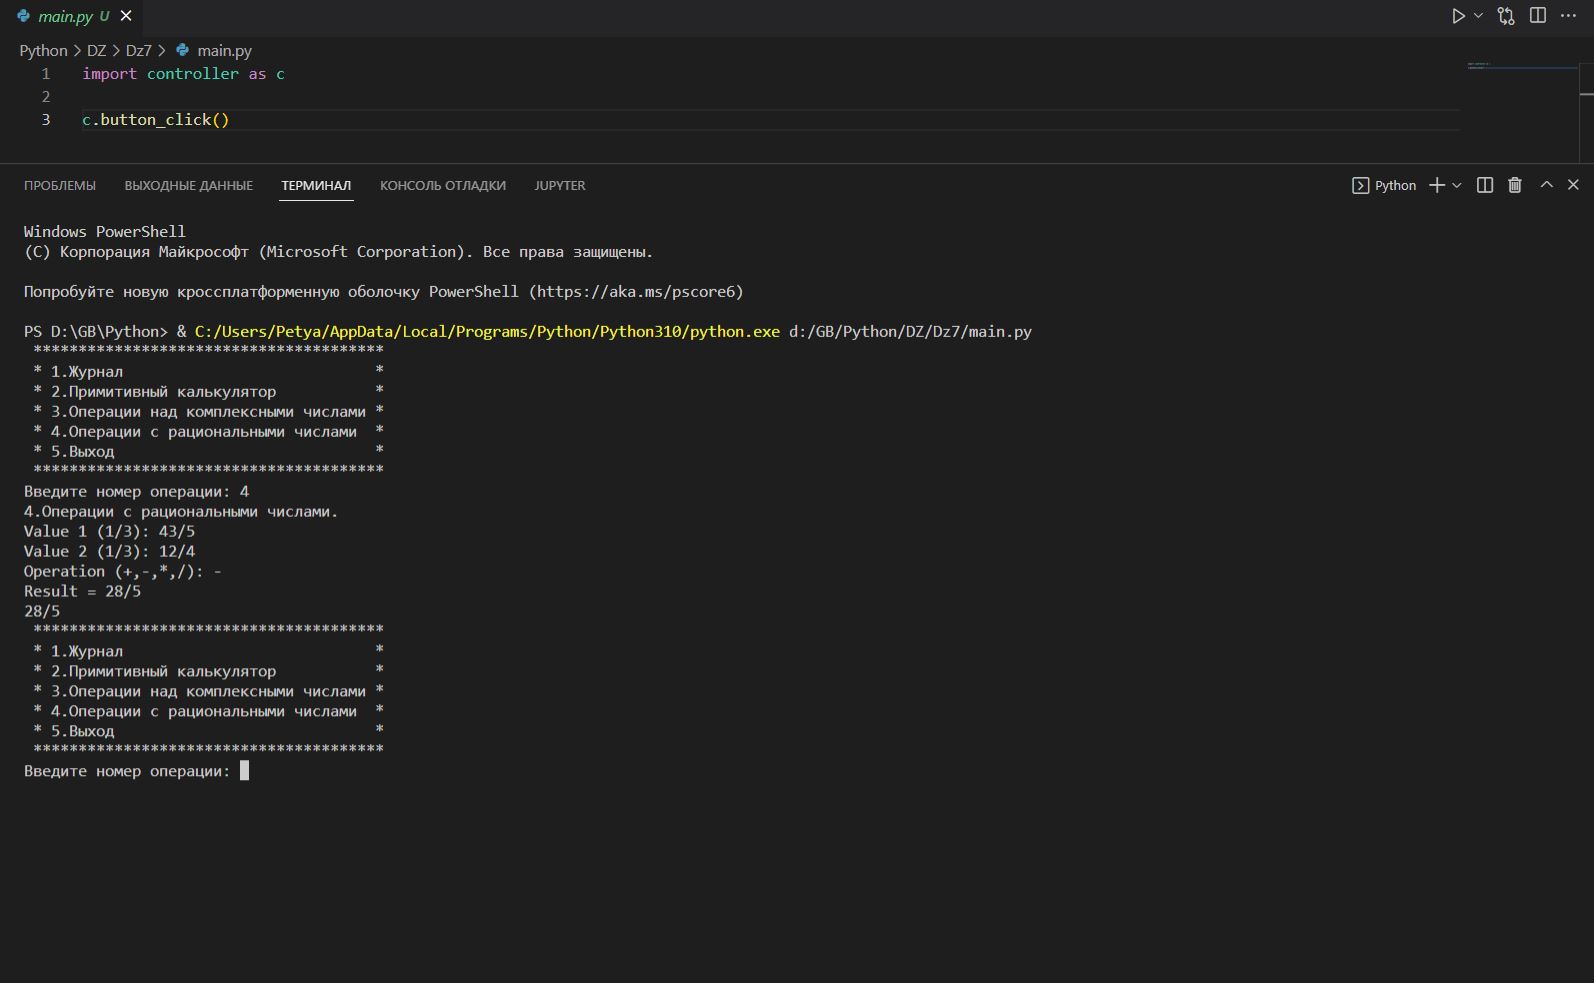 main.py U
Python > DZ > Dz7 > main.py
1 import controller as c
2
3 c.button_click()
ПРОБЛЕМЫ ВЫХОДНЫЕ ДАННЫЕ ТЕРМИНАЛ КОНСОЛЬ ОТЛАДКИ JUPYTER Python
Windows PowerShell
(C) Корпорация Майкрософт (Microsoft Corporation). Все права защищены.
Попробуйте новую кроссплатформенную оболочку PowerShell (https://aka.ms/pscore6)
PS D:\GB\Python> & C:/Users/Petya/AppData/Local/Programs/Python/Python310/python.exe d:/GB/Python/DZ/Dz7/main.py
***************************************
* 1.Журнал *
* 2.Примитивный калькулятор *
* 3.Операции над комплексными числами *
* 4.Операции с рациональными числами *
* 5.Выход *
***************************************
Введите номер операции: 4
4.Операции с рациональными числами.
Value 1 (1/3): 43/5
Value 2 (1/3): 12/4
Operation (+,-,*,/): -
Result = 28/5
28/5
***************************************
* 1.Журнал *
* 2.Примитивный калькулятор *
* 3.Операции над комплексными числами *
* 4.Операции с рациональными числами *
* 5.Выход *
***************************************
Введите номер операции: